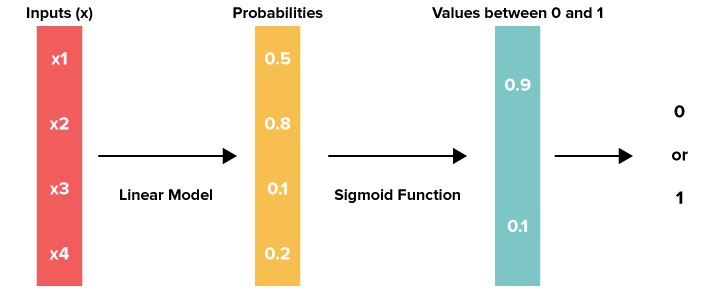 Inputs (x)
Probabilities
Values between 0 and 1
x1
x2
x3
x4
Linear Model
0.5
0.8
0.1
0.2
Sigmoid Function
0.9
0.1
0
or
1